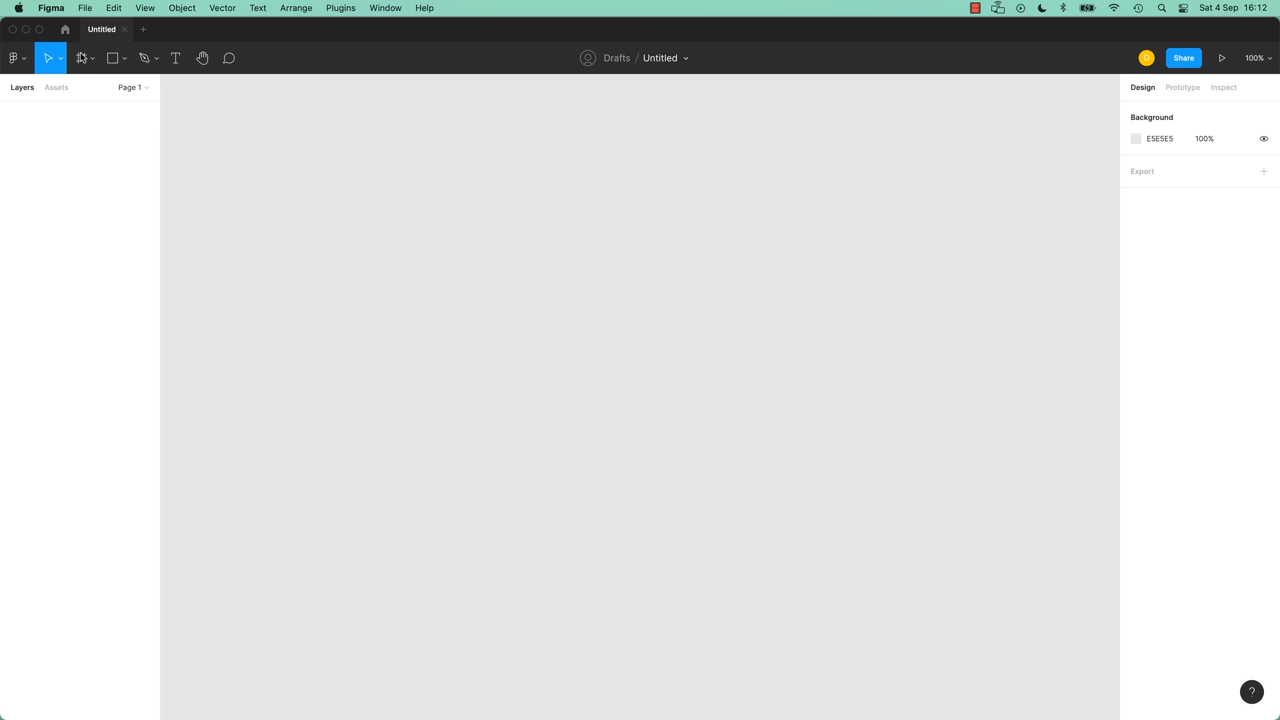 Figma File Edit View Object Vector Text Arrange Plugins Window Help Sat 4 Sep 16:12
Untitled
Drafts / Untitled D Share 100%
Layers Assets Page 1 Design Prototype Inspect
Background
E5E5E5 100%
Export
?